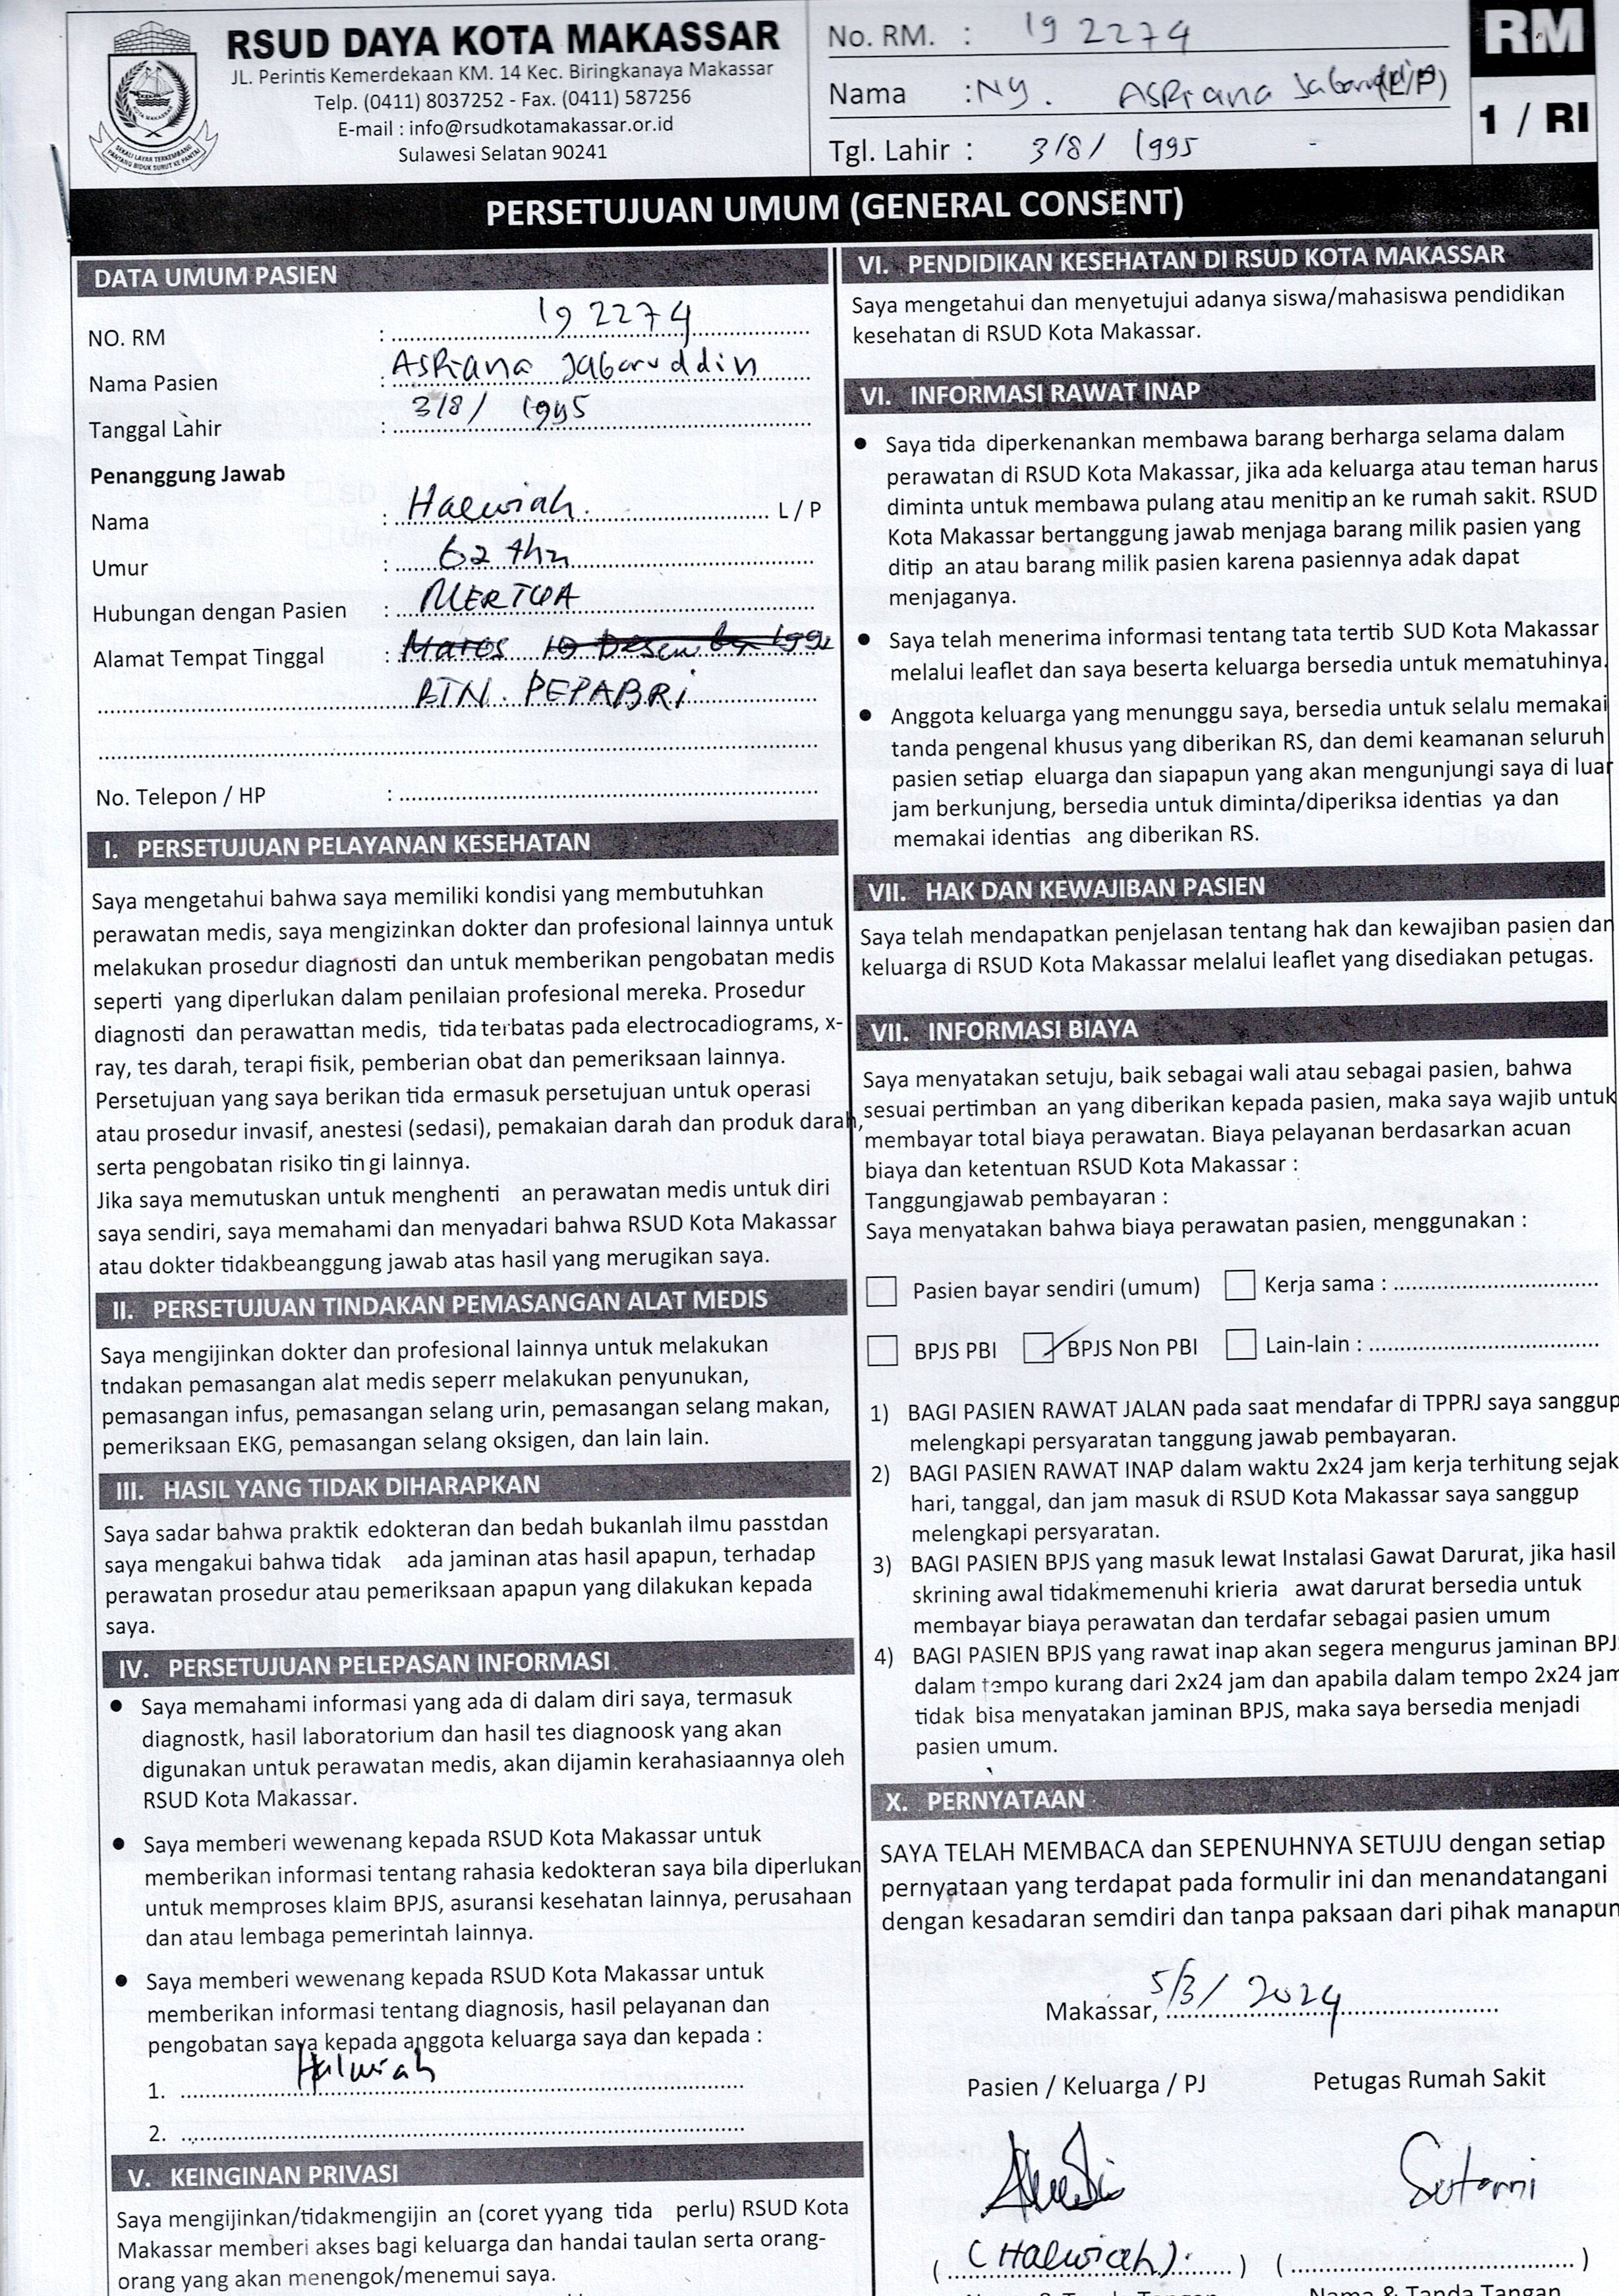 RSUD DAYA KOTA MAKASSAR
JL. Perintis Kemerdekaan KM. 14 Kec. Biringkanaya Makassar
Telp. (0411) 8037252 - Fax. (0411) 587256
E-mail : info@rsudkotamakassar.or.id
Sulawesi Selatan 90241
No. RM. : 19 2274
Nama : Ny. Aspiana Jabaruddin (L/P)
Tgl. Lahir : 3/8/ 1995
RM
1 / RI
PERSETUJUAN UMUM (GENERAL CONSENT)
DATA UMUM PASIEN
NO. RM : 19 2274
Nama Pasien : Aspiana Jabaruddin
Tanggal Lahir : 3/8/ 1995
Penanggung Jawab
Nama : Halwiah. L / P
Umur : 62 thn
Hubungan dengan Pasien : MERTUA
Alamat Tempat Tinggal : Maros 10 Desember 1992
BTN. PEPABRi
No. Telepon / HP :
I. PERSETUJUAN PELAYANAN KESEHATAN
Saya mengetahui bahwa saya memiliki kondisi yang membutuhkan
perawatan medis, saya mengizinkan dokter dan profesional lainnya untuk
melakukan prosedur diagnosti dan untuk memberikan pengobatan medis
seperti yang diperlukan dalam penilaian profesional mereka. Prosedur
diagnosti dan perawattan medis, tida terbatas pada electrocadiograms, x-
ray, tes darah, terapi fisik, pemberian obat dan pemeriksaan lainnya.
Persetujuan yang saya berikan tida ermasuk persetujuan untuk operasi
atau prosedur invasif, anestesi (sedasi), pemakaian darah dan produk darah,
serta pengobatan risiko tin gi lainnya.
Jika saya memutuskan untuk menghenti an perawatan medis untuk diri
saya sendiri, saya memahami dan menyadari bahwa RSUD Kota Makassar
atau dokter tidakbeanggung jawab atas hasil yang merugikan saya.
II. PERSETUJUAN TINDAKAN PEMASANGAN ALAT MEDIS
Saya mengijinkan dokter dan profesional lainnya untuk melakukan
tndakan pemasangan alat medis seperr melakukan penyunukan,
pemasangan infus, pemasangan selang urin, pemasangan selang makan,
pemeriksaan EKG, pemasangan selang oksigen, dan lain lain.
III. HASIL YANG TIDAK DIHARAPKAN
Saya sadar bahwa praktik edokteran dan bedah bukanlah ilmu passtdan
saya mengakui bahwa tidak ada jaminan atas hasil apapun, terhadap
perawatan prosedur atau pemeriksaan apapun yang dilakukan kepada
saya.
IV. PERSETUJUAN PELEPASAN INFORMASI
● Saya memahami informasi yang ada di dalam diri saya, termasuk
diagnostk, hasil laboratorium dan hasil tes diagnoosk yang akan
digunakan untuk perawatan medis, akan dijamin kerahasiaannya oleh
RSUD Kota Makassar.
● Saya memberi wewenang kepada RSUD Kota Makassar untuk
memberikan informasi tentang rahasia kedokteran saya bila diperlukan
untuk memproses klaim BPJS, asuransi kesehatan lainnya, perusahaan
dan atau lembaga pemerintah lainnya.
● Saya memberi wewenang kepada RSUD Kota Makassar untuk
memberikan informasi tentang diagnosis, hasil pelayanan dan
pengobatan saya kepada anggota keluarga saya dan kepada :
1. Halwiah
2.
V. KEINGINAN PRIVASI
Saya mengijinkan/tidakmengijin an (coret yyang tida perlu) RSUD Kota
Makassar memberi akses bagi keluarga dan handai taulan serta orang-
orang yang akan menengok/menemui saya.
VI. PENDIDIKAN KESEHATAN DI RSUD KOTA MAKASSAR
Saya mengetahui dan menyetujui adanya siswa/mahasiswa pendidikan
kesehatan di RSUD Kota Makassar.
VI. INFORMASI RAWAT INAP
● Saya tida diperkenankan membawa barang berharga selama dalam
perawatan di RSUD Kota Makassar, jika ada keluarga atau teman harus
diminta untuk membawa pulang atau menitip an ke rumah sakit. RSUD
Kota Makassar bertanggung jawab menjaga barang milik pasien yang
ditip an atau barang milik pasien karena pasiennya adak dapat
menjaganya.
● Saya telah menerima informasi tentang tata tertib SUD Kota Makassar
melalui leaflet dan saya beserta keluarga bersedia untuk mematuhinya.
● Anggota keluarga yang menunggu saya, bersedia untuk selalu memakai
tanda pengenal khusus yang diberikan RS, dan demi keamanan seluruh
pasien setiap eluarga dan siapapun yang akan mengunjungi saya di luar
jam berkunjung, bersedia untuk diminta/diperiksa identias ya dan
memakai identias ang diberikan RS.
VII. HAK DAN KEWAJIBAN PASIEN
Saya telah mendapatkan penjelasan tentang hak dan kewajiban pasien dan
keluarga di RSUD Kota Makassar melalui leaflet yang disediakan petugas.
VII. INFORMASI BIAYA
Saya menyatakan setuju, baik sebagai wali atau sebagai pasien, bahwa
sesuai pertimban an yang diberikan kepada pasien, maka saya wajib untuk
membayar total biaya perawatan. Biaya pelayanan berdasarkan acuan
biaya dan ketentuan RSUD Kota Makassar :
Tanggungjawab pembayaran :
Saya menyatakan bahwa biaya perawatan pasien, menggunakan :
Pasien bayar sendiri (umum) Kerja sama :
BPJS PBI BPJS Non PBI Lain-lain :
1) BAGI PASIEN RAWAT JALAN pada saat mendafar di TPPRJ saya sanggup
melengkapi persyaratan tanggung jawab pembayaran.
2) BAGI PASIEN RAWAT INAP dalam waktu 2x24 jam kerja terhitung sejak
hari, tanggal, dan jam masuk di RSUD Kota Makassar saya sanggup
melengkapi persyaratan.
3) BAGI PASIEN BPJS yang masuk lewat Instalasi Gawat Darurat, jika hasil
skrining awal tidakmemenuhi krieria awat darurat bersedia untuk
membayar biaya perawatan dan terdafar sebagai pasien umum
4) BAGI PASIEN BPJS yang rawat inap akan segera mengurus jaminan BPJS
dalam tempo kurang dari 2x24 jam dan apabila dalam tempo 2x24 jam
tidak bisa menyatakan jaminan BPJS, maka saya bersedia menjadi
pasien umum.
X. PERNYATAAN
SAYA TELAH MEMBACA dan SEPENUHNYA SETUJU dengan setiap
pernyataan yang terdapat pada formulir ini dan menandatangani
dengan kesadaran semdiri dan tanpa paksaan dari pihak manapun
Makassar, 5/3/ 2024
Pasien / Keluarga / PJ Petugas Rumah Sakit
Sutarni
( (Halwiah). ) ( )